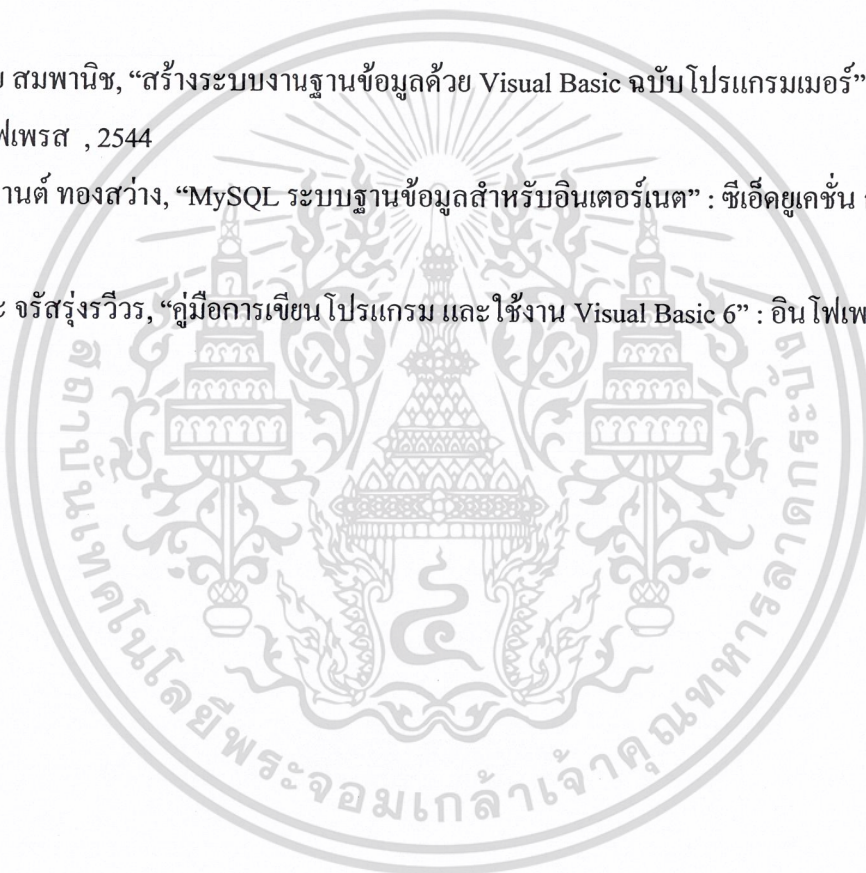 สมพานิช, “สร้างระบบงานฐานข้อมูลด้วย Visual Basic ฉบับโปรแกรมเมอร์”
ฟเพรส , 2544
านต์ ทองสว่าง, “MySQL ระบบฐานข้อมูลสำหรับอินเตอร์เนต” : ซีเอ็ดยูเคชั่น
ะ จรัสรุ่งรวีวร, “คู่มือการเขียนโปรแกรม และใช้งาน Visual Basic 6” : อินโฟเพ
สถาบันเทคโนโลยีพระจอมเกล้าเจ้าคุณทหารลาดกระบัง